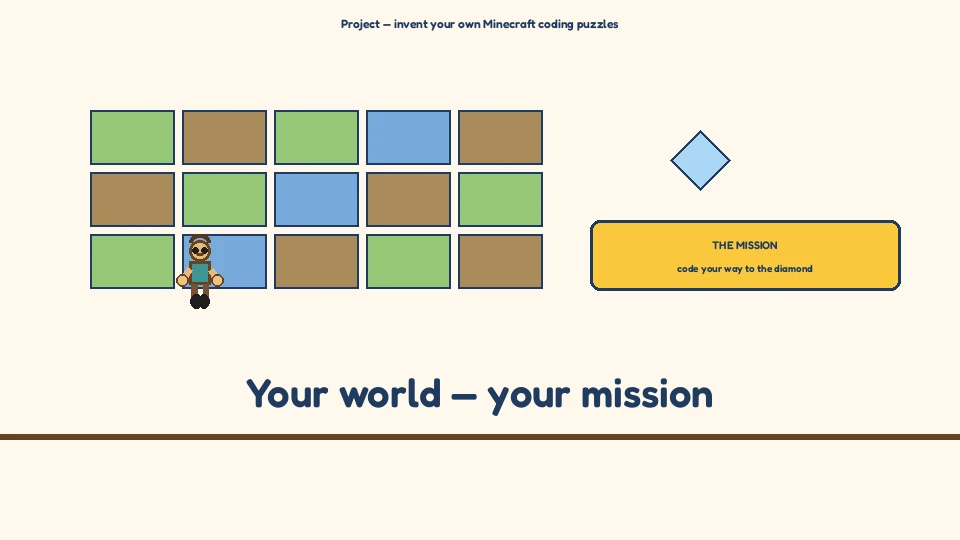 Project — invent your own Minecraft coding puzzles
THE MISSION
code your way to the diamond
Your world — your mission